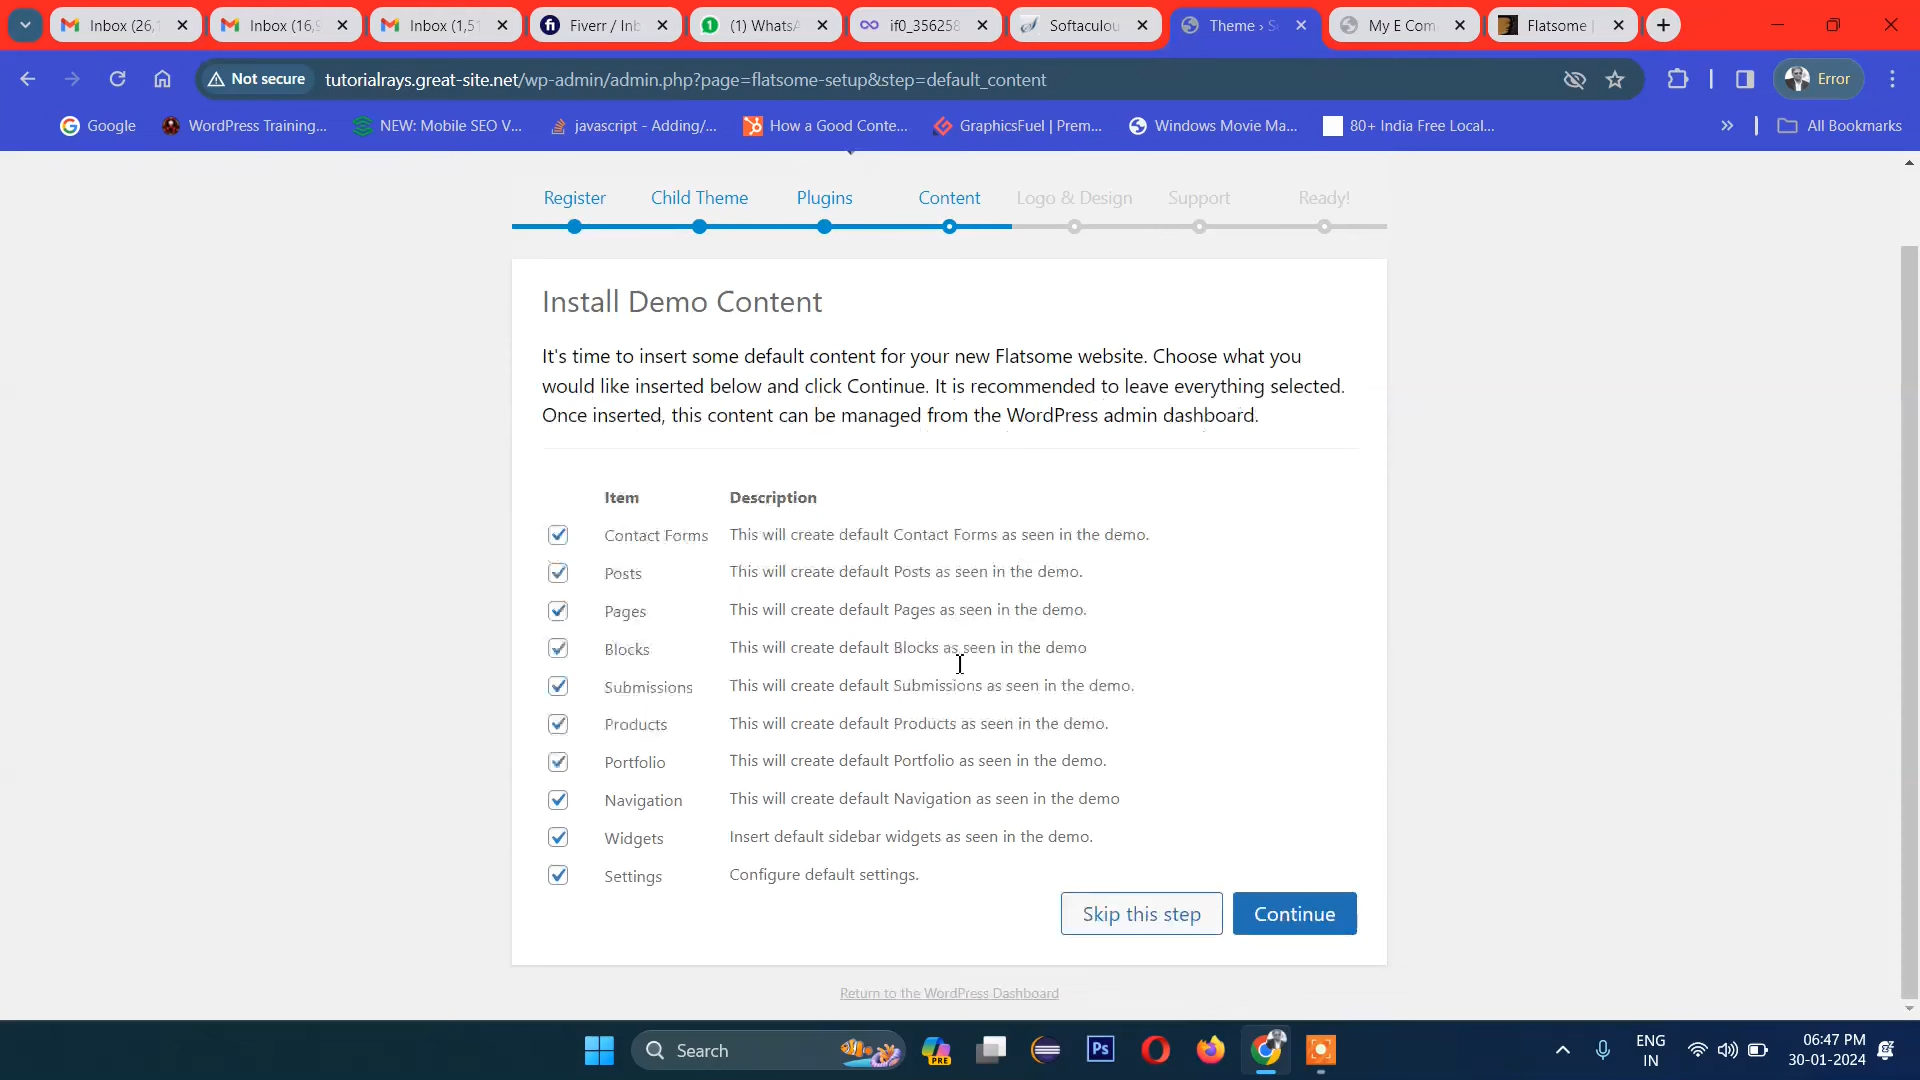 Inbox (26,
Inbox (16,9
Inbox (1,51
Fiverr / Inb
(1) WhatsA
if0_356258
Softaculou
Theme › S
My E Com
Flatsome |
Not secure
tutorialrays.great-site.net/wp-admin/admin.php?page=flatsome-setup&step=default_content
Error
Google
WordPress Training...
NEW: Mobile SEO V...
javascript - Adding/...
How a Good Conte...
GraphicsFuel | Prem...
Windows Movie Ma...
80+ India Free Local...
»
All Bookmarks
Register
Child Theme
Plugins
Content
Logo & Design
Support
Ready!
Install Demo Content
It's time to insert some default content for your new Flatsome website. Choose what you
would like inserted below and click Continue. It is recommended to leave everything selected.
Once inserted, this content can be managed from the WordPress admin dashboard.
Item Description
Contact Forms This will create default Contact Forms as seen in the demo.
Posts This will create default Posts as seen in the demo.
Pages This will create default Pages as seen in the demo.
Blocks This will create default Blocks as seen in the demo
Submissions This will create default Submissions as seen in the demo.
Products This will create default Products as seen in the demo.
Portfolio This will create default Portfolio as seen in the demo.
Navigation This will create default Navigation as seen in the demo
Widgets Insert default sidebar widgets as seen in the demo.
Settings Configure default settings.
Skip this step
Continue
Return to the WordPress Dashboard
Search
PRE
Ps
ENG
IN
06:47 PM
30-01-2024